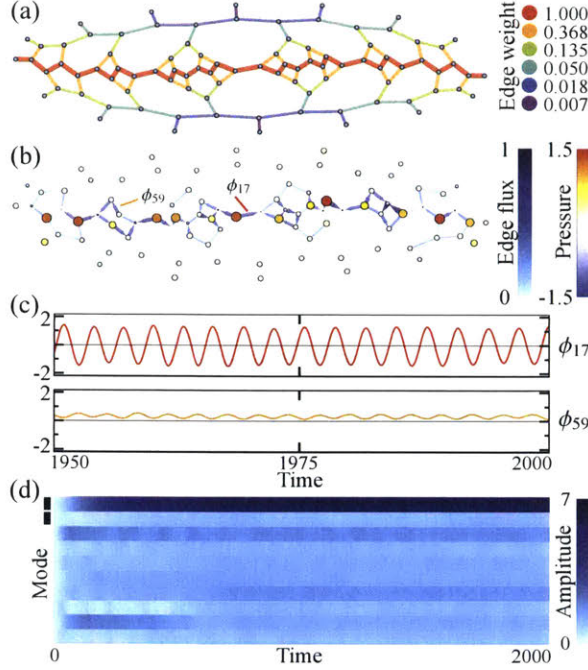 (a)
Edge weight
1.000
0.368
0.135
0.050
0.018
0.007
(b)
ϕ59
ϕ17
1
Edge flux
0
1.5
Pressure
-1.5
(c)
2
-2
ϕ17
2
-2
ϕ59
1950
1975
2000
Time
(d)
Mode
7
Amplitude
0
0
Time
2000